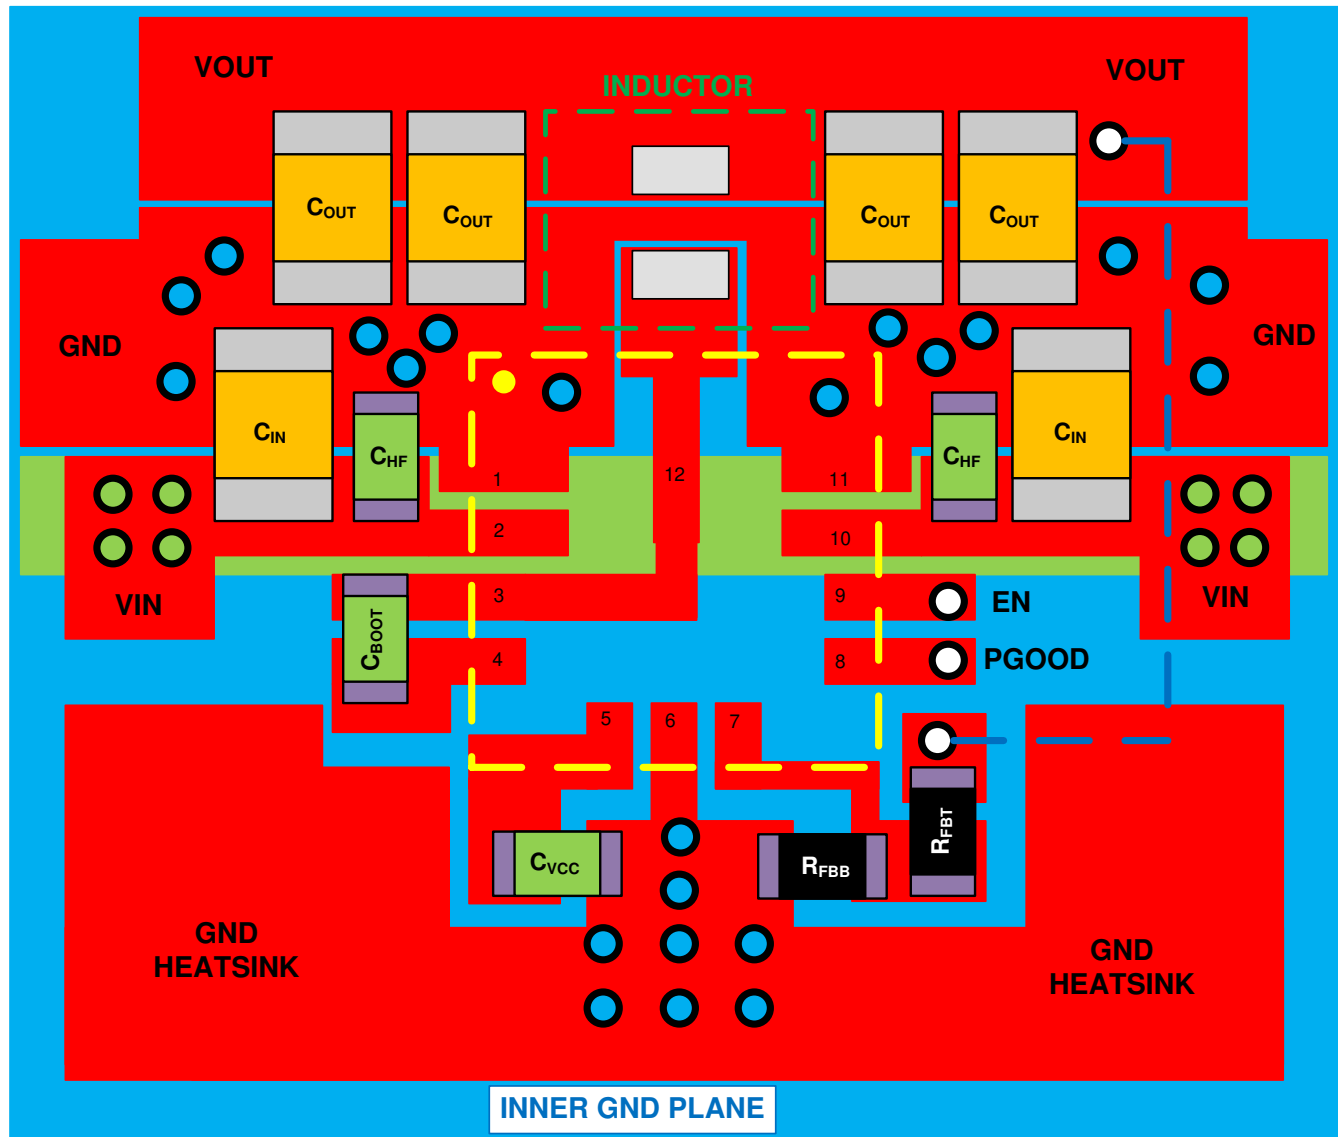 VOUT
VOUT
INDUCTOR
COUT
COUT
COUT
COUT
GND
GND
CIN
CHF
CHF
CIN
1
12
11
2
10
VIN
3
9
EN
VIN
CBOOT
4
8
PGOOD
5
6
7
CVCC
RFBB
RFBT
GND
HEATSINK
GND
HEATSINK
INNER GND PLANE